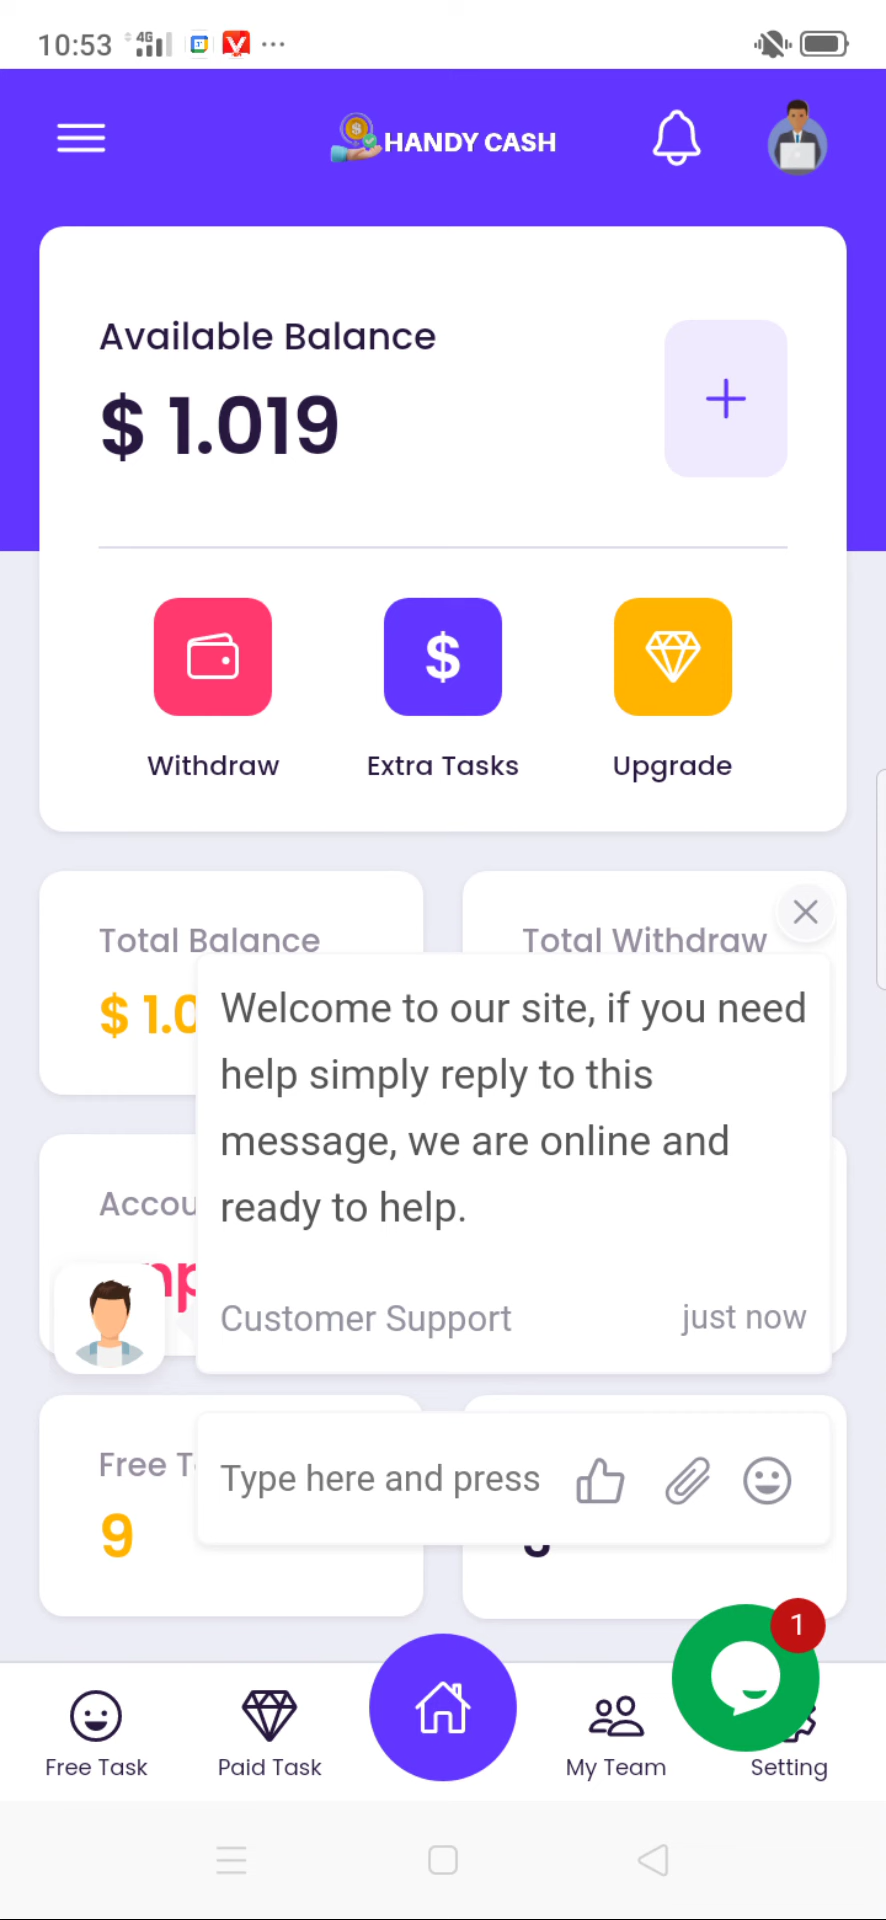 10:53 4G
HANDY CASH
Available Balance
$ 1.019
Withdraw Extra Tasks Upgrade
Total Balance Total Withdraw
$ 1.0
Welcome to our site, if you need
help simply reply to this
message, we are online and
ready to help.
Accou
Customer Support just now
Free T
Type here and press
9
1
Free Task Paid Task My Team Setting